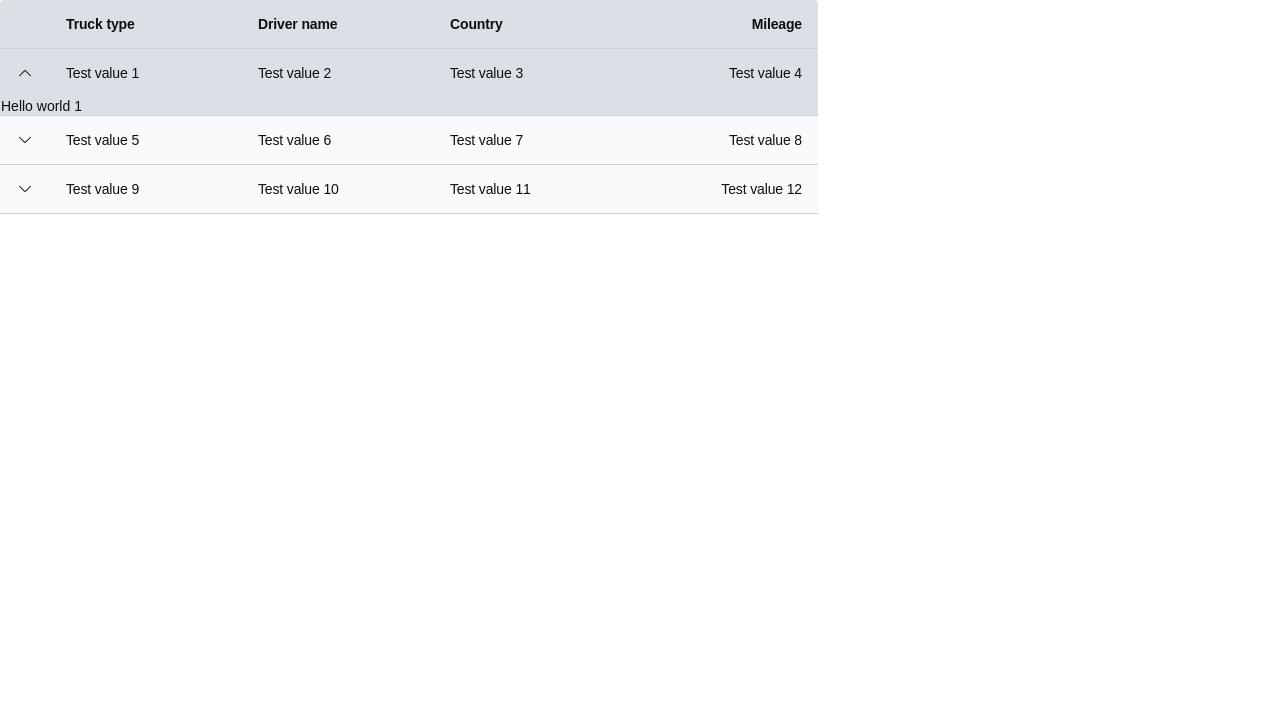 Truck type Driver name Country Mileage
Test value 1 Test value 2 Test value 3 Test value 4
Hello world 1
Test value 5 Test value 6 Test value 7 Test value 8
Test value 9 Test value 10 Test value 11 Test value 12